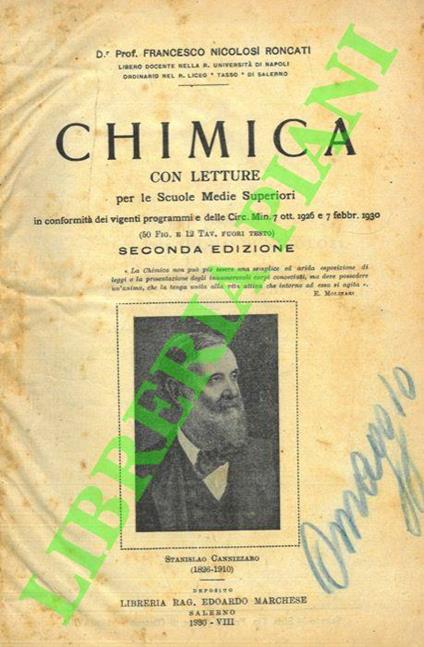 D.r Prof. FRANCESCO NICOLOSI RONCATI
LIBERO DOCENTE NELLA R. UNIVERSITÀ DI NAPOLI
ORDINARIO NEL R. LICEO "TASSO" DI SALERNO
CHIMICA
CON LETTURE
per le Scuole Medie Superiori
in conformità dei vigenti programmi e delle Circ. Min. 7 ott. 1926 e 7 febbr. 1930
(50 FIG. E 12 TAV. FUORI TESTO)
SECONDA EDIZIONE
« La Chimica non può più essere una semplice ed arida esposizione di
leggi o la presentazione degli innumerevoli corpi conosciuti, ma deve possedere
un'anima, che la tenga unita alla vita attiva che intorno ad essa si agita ».
E. MOLINARI
STANISLAO CANNIZZARO
(1826-1910)
DEPOSITO
LIBRERIA RAG. EDOARDO MARCHESE
SALERNO
1930 - VIII
Omaggio
LIBRERIA PIANI